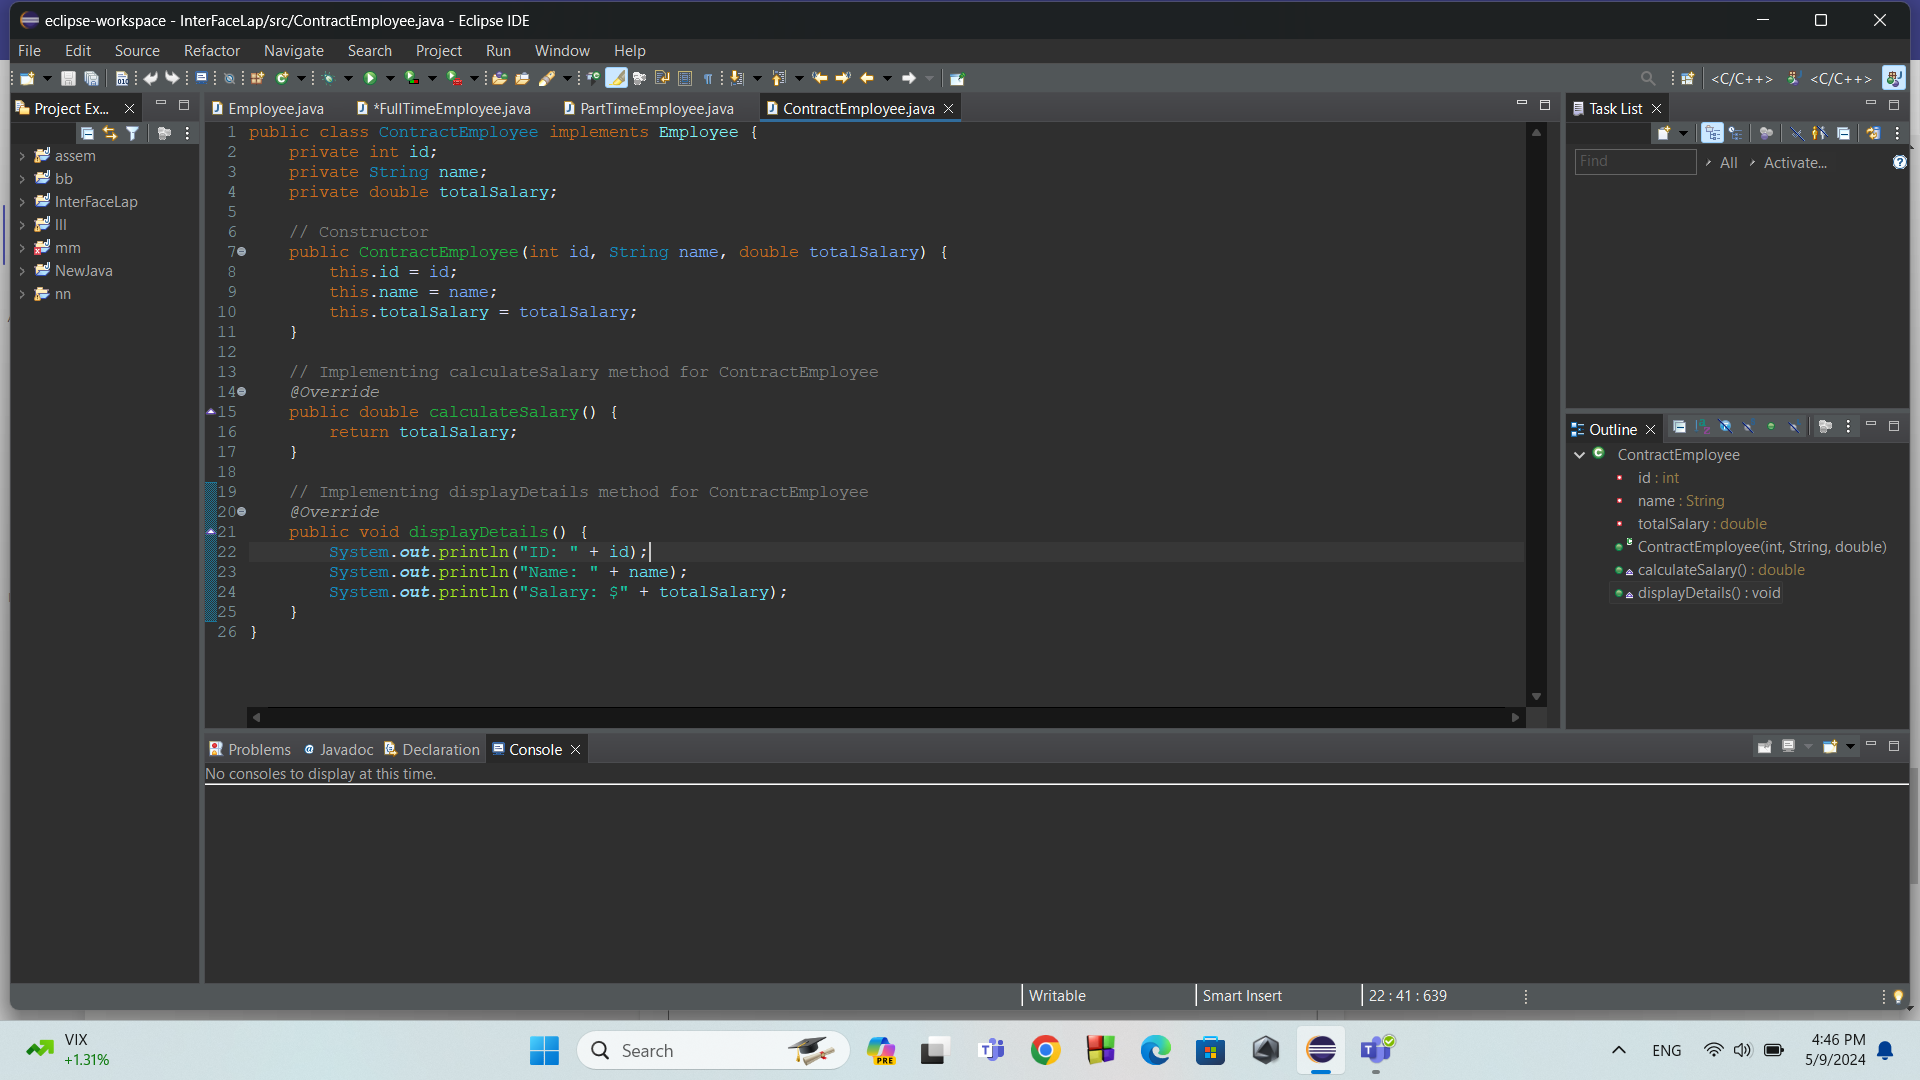 eclipse-workspace - InterFaceLap/src/ContractEmployee.java - Eclipse IDE
File Edit Source Refactor Navigate Search Project Run Window Help
<C/C++> <C/C++>
Project Ex...
Employee.java *FullTimeEmployee.java PartTimeEmployee.java ContractEmployee.java
Task List
Find All Activate...
assem
bb
InterFaceLap
lll
mm
NewJava
nn
1 public class ContractEmployee implements Employee {
2     private int id;
3     private String name;
4     private double totalSalary;
5
6     // Constructor
7     public ContractEmployee(int id, String name, double totalSalary) {
8         this.id = id;
9         this.name = name;
10         this.totalSalary = totalSalary;
11     }
12
13     // Implementing calculateSalary method for ContractEmployee
14     @Override
15     public double calculateSalary() {
16         return totalSalary;
17     }
18
19     // Implementing displayDetails method for ContractEmployee
20     @Override
21     public void displayDetails() {
22         System.out.println("ID: " + id);
23         System.out.println("Name: " + name);
24         System.out.println("Salary: $" + totalSalary);
25     }
26 }
Outline
ContractEmployee
id : int
name : String
totalSalary : double
ContractEmployee(int, String, double)
calculateSalary() : double
displayDetails() : void
Problems Javadoc Declaration Console
No consoles to display at this time.
Writable Smart Insert 22 : 41 : 639
VIX
+1.31%
Search
PRE
ENG
4:46 PM
5/9/2024